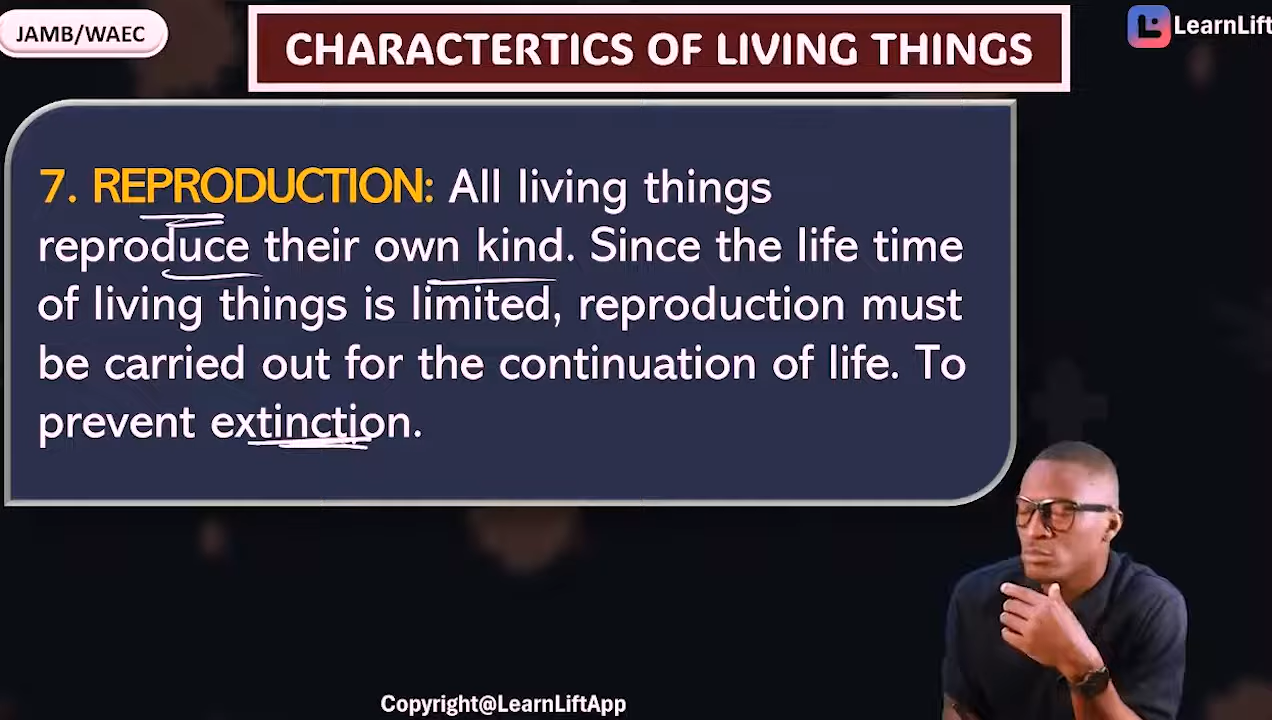 JAMB/WAEC
CHARACTERTICS OF LIVING THINGS
LearnLift
7. REPRODUCTION: All living things
reproduce their own kind. Since the life time
of living things is limited, reproduction must
be carried out for the continuation of life. To
prevent extinction.
Copyright@LearnLiftApp